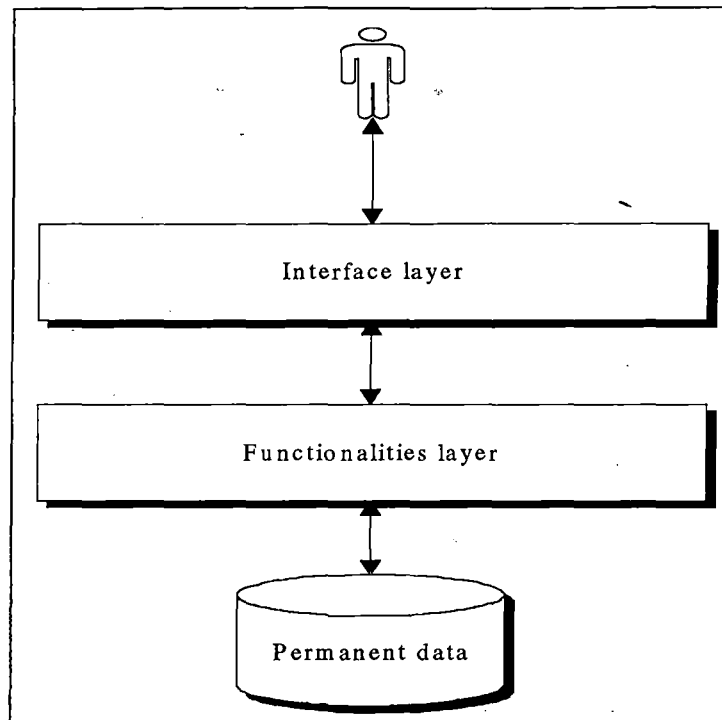 Interface layer
Functionalities layer
Permanent data